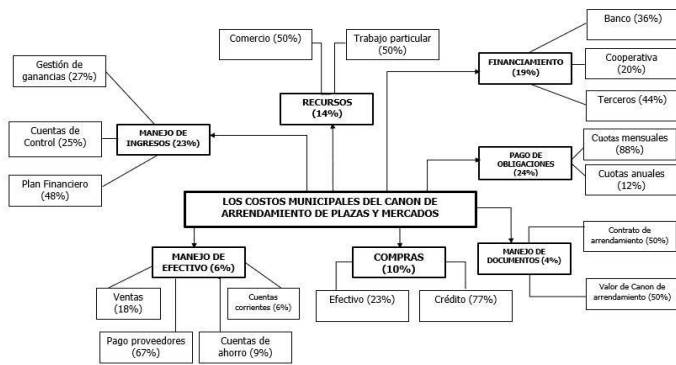 Comercio (50%)
Trabajo particular
(50%)
Banco (36%)
Gestión de
ganancias (27%)
FINANCIAMIENTO
(19%)
Cooperativa
(20%)
RECURSOS
(14%)
Terceros (44%)
Cuentas de
Control (25%)
MANEJO DE
INGRESOS (23%)
Cuotas mensuales
(88%)
PAGO DE
OBLIGACIONES
(24%)
Cuotas anuales
(12%)
Plan Financiero
(48%)
LOS COSTOS MUNICIPALES DEL CANON DE
ARRENDAMIENTO DE PLAZAS Y MERCADOS
Contrato de
arrendamiento (50%)
MANEJO DE
EFECTIVO (6%)
COMPRAS
(10%)
MANEJO DE
DOCUMENTOS (4%)
Ventas
(18%)
Cuentas
corrientes (6%)
Efectivo (23%)
Crédito (77%)
Valor de Canon de
arrendamiento (50%)
Pago proveedores
(67%)
Cuentas de
ahorro (9%)